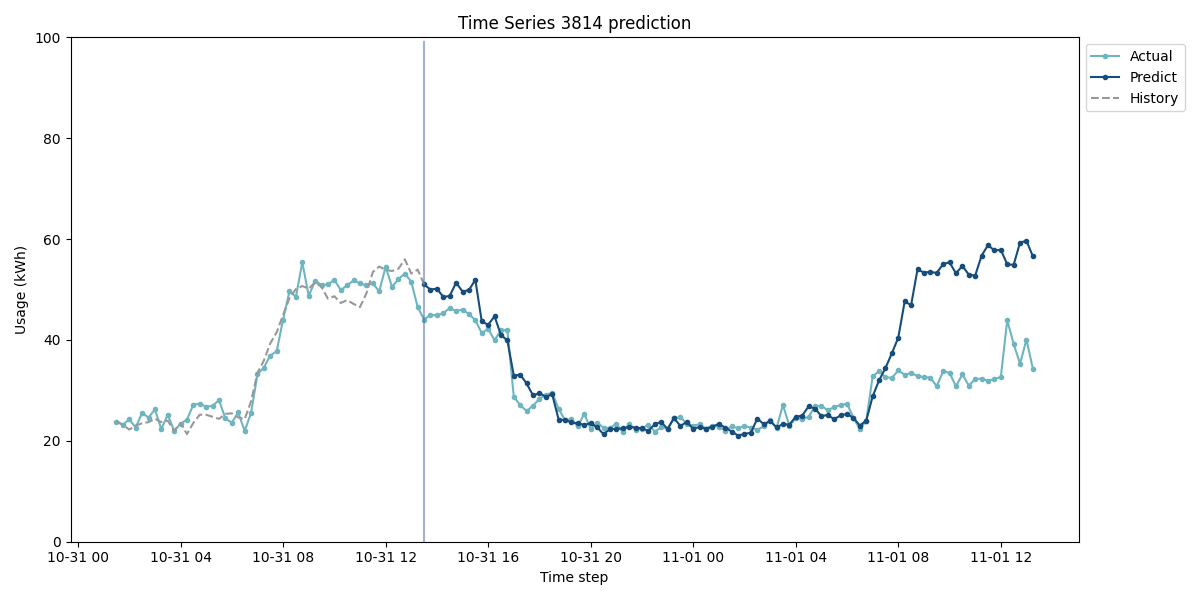 Time Series 3814 prediction
Usage (kWh)
100
80
60
40
20
0
10-31 00
10-31 04
10-31 08
10-31 12
10-31 16
10-31 20
11-01 00
11-01 04
11-01 08
11-01 12
Time step
Actual
Predict
History